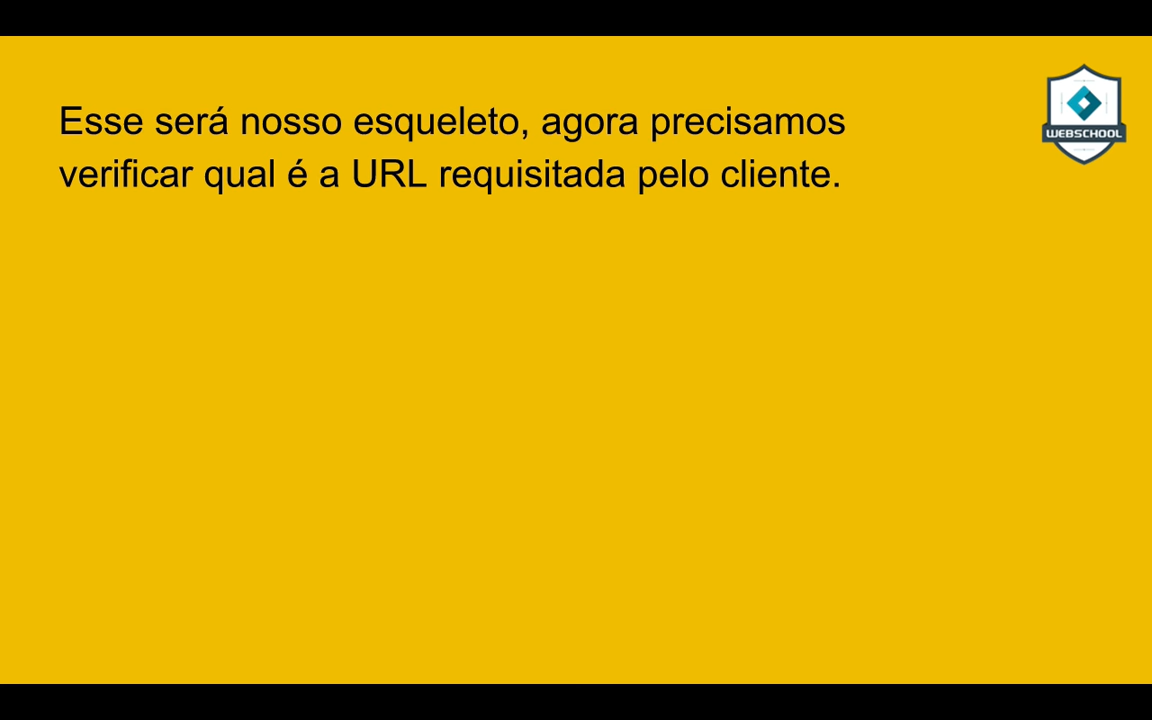 Esse será nosso esqueleto, agora precisamos
verificar qual é a URL requisitada pelo cliente.
WEBSCHOOL